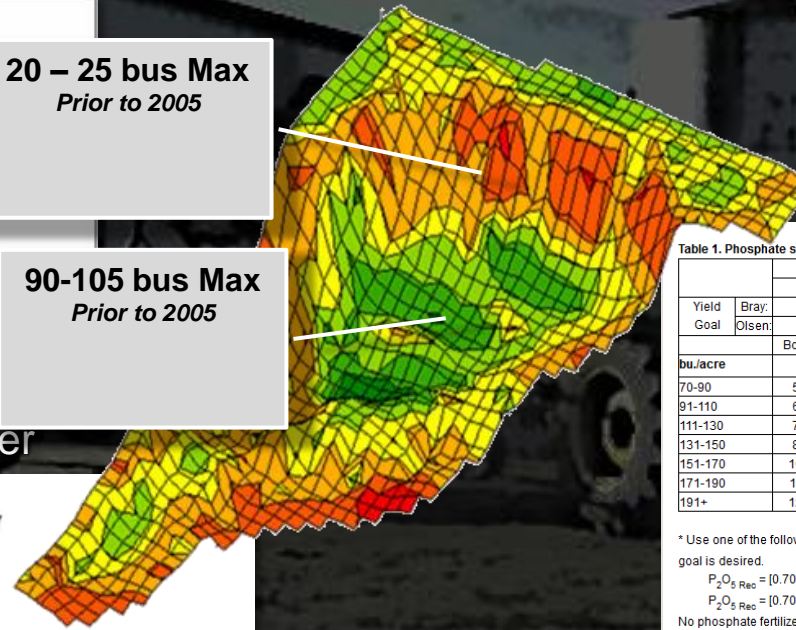 20 – 25 bus Max
Prior to 2005
90-105 bus Max
Prior to 2005
er
Table 1. Phosphate s
Yield Bray:
Goal Olsen:
bu./acre
70-90
91-110
111-130
131-150
151-170
171-190
191+
* Use one of the follow
goal is desired.
P₂O₅ Rec = [0.70
P₂O₅ Rec = [0.70
No phosphate fertilize